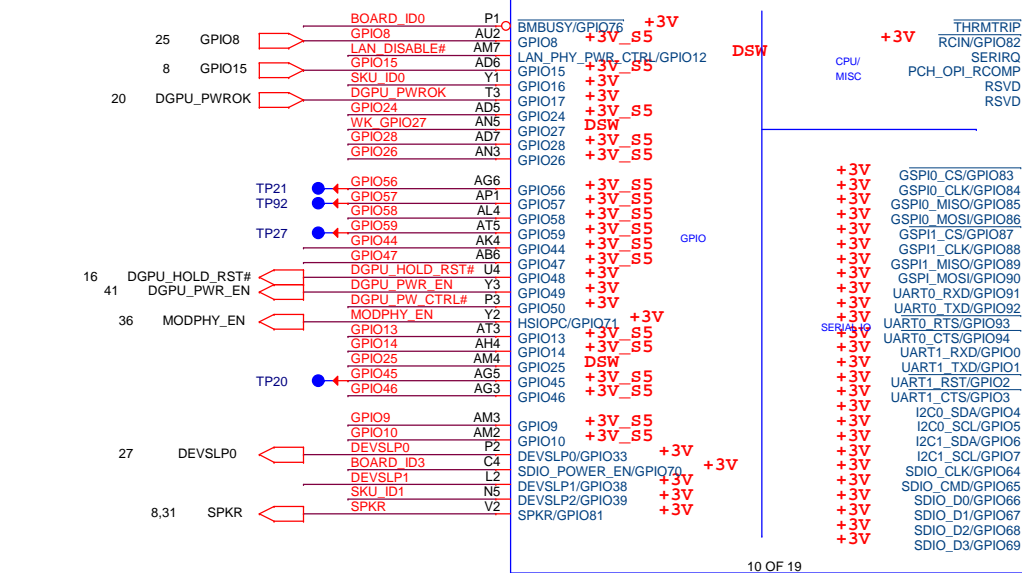 BOARD_ID0 P1 BMBUSY/GPIO76 +3V THRMTRIP
25 GPIO8 GPIO8 AU2 GPIO8 +3V_S5 +3V RCIN/GPIO82
LAN_DISABLE# AM7 LAN_PHY_PWR_CTRL/GPIO12 DSW SERIRQ
8 GPIO15 GPIO15 AD6 GPIO15 +3V_S5 CPU/ PCH_OPI_RCOMP
SKU_ID0 Y1 GPIO16 +3V MISC RSVD
20 DGPU_PWROK DGPU_PWROK T3 GPIO17 +3V RSVD
GPIO24 AD5 GPIO24 +3V_S5
WK_GPIO27 AN5 GPIO27 DSW
GPIO28 AD7 GPIO28 +3V_S5
GPIO26 AN3 GPIO26 +3V_S5
+3V GSPI0_CS/GPIO83
TP21 GPIO56 AG6 GPIO56 +3V_S5 +3V GSPI0_CLK/GPIO84
TP92 GPIO57 AP1 GPIO57 +3V_S5 +3V GSPI0_MISO/GPIO85
GPIO58 AL4 GPIO58 +3V_S5 +3V GSPI0_MOSI/GPIO86
TP27 GPIO59 AT5 GPIO59 +3V_S5 GPIO +3V GSPI1_CS/GPIO87
GPIO44 AK4 GPIO44 +3V_S5 +3V GSPI1_CLK/GPIO88
GPIO47 AB6 GPIO47 +3V_S5 +3V GSPI1_MISO/GPIO89
16 DGPU_HOLD_RST# DGPU_HOLD_RST# U4 GPIO48 +3V +3V GSPI_MOSI/GPIO90
41 DGPU_PWR_EN DGPU_PWR_EN Y3 GPIO49 +3V +3V UART0_RXD/GPIO91
DGPU_PW_CTRL# P3 GPIO50 +3V +3V UART0_TXD/GPIO92
36 MODPHY_EN MODPHY_EN Y2 HSIOPC/GPIO71 +3V +3V SERIAL IO UART0_RTS/GPIO93
GPIO13 AT3 GPIO13 +3V_S5 +3V UART0_CTS/GPIO94
GPIO14 AH4 GPIO14 +3V_S5 +3V UART1_RXD/GPIO0
GPIO25 AM4 GPIO25 DSW +3V UART1_TXD/GPIO1
TP20 GPIO45 AG5 GPIO45 +3V_S5 +3V UART1_RST/GPIO2
GPIO46 AG3 GPIO46 +3V_S5 +3V UART1_CTS/GPIO3
+3V I2C0_SDA/GPIO4
GPIO9 AM3 GPIO9 +3V_S5 +3V I2C0_SCL/GPIO5
GPIO10 AM2 GPIO10 +3V_S5 +3V I2C1_SDA/GPIO6
27 DEVSLP0 DEVSLP0 P2 DEVSLP0/GPIO33 +3V +3V I2C1_SCL/GPIO7
BOARD_ID3 C4 SDIO_POWER_EN/GPIO70 +3V +3V SDIO_CLK/GPIO64
DEVSLP1 L2 DEVSLP1/GPIO38 +3V +3V SDIO_CMD/GPIO65
SKU_ID1 N5 DEVSLP2/GPIO39 +3V +3V SDIO_D0/GPIO66
8,31 SPKR SPKR V2 SPKR/GPIO81 +3V +3V SDIO_D1/GPIO67
+3V SDIO_D2/GPIO68
+3V SDIO_D3/GPIO69
10 OF 19